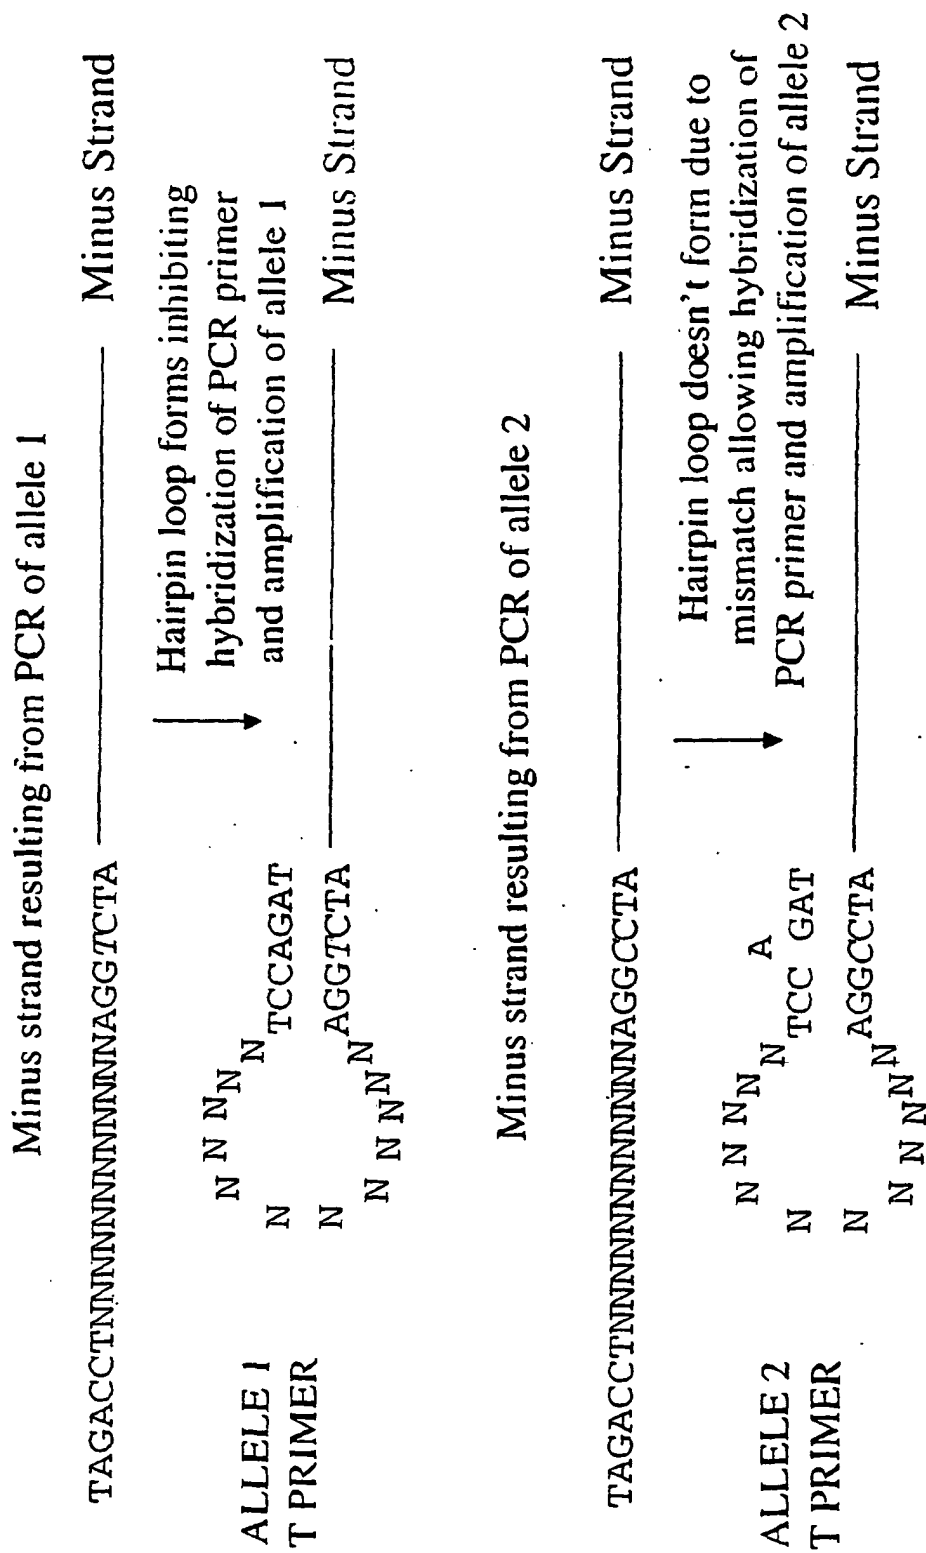 Minus strand resulting from PCR of allele 1
TAGACCTNNNNNNNNNNNNAGGTCTA Minus Strand
Hairpin loop forms inhibiting
hybridization of PCR primer
and amplification of allele 1
N N N N N
TCCAGAT
N
ALLELE 1
T PRIMER
N
AGGTCTA Minus Strand
N N N N N
Minus strand resulting from PCR of allele 2
TAGACCTNNNNNNNNNNNNAGGCCTA Minus Strand
Hairpin loop doesn't form due to
mismatch allowing hybridization of
PCR primer and amplification of allele 2
N N N N N
A
TCC GAT
N
ALLELE 2
T PRIMER
N
AGGCCTA Minus Strand
N N N N N